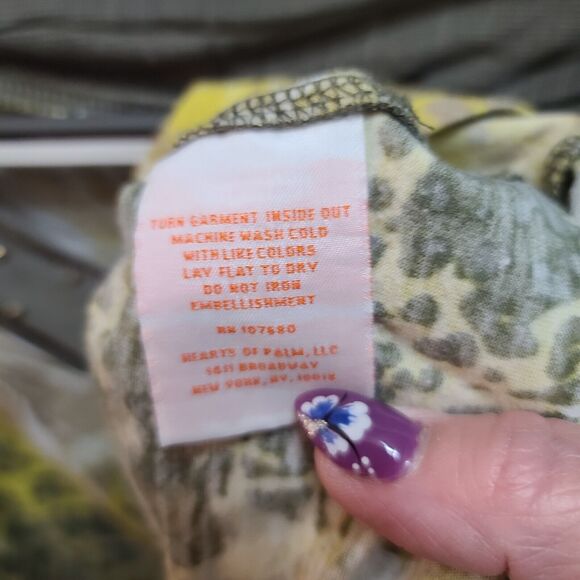 TURN GARMENT INSIDE OUT
MACHINE WASH COLD
WITH LIKE COLORS
LAY FLAT TO DRY
DO NOT IRON
EMBELLISHMENT
RN 107680
HEARTS OF PALM, LLC
1411 BROADWAY
NEW YORK, NY, 10018